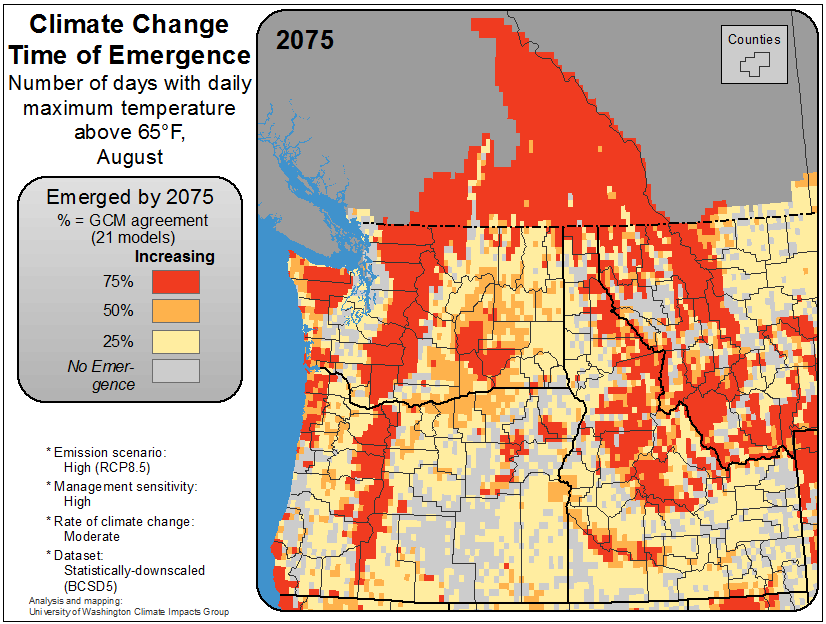 Climate Change
Time of Emergence
Number of days with daily
maximum temperature
above 65°F,
August
Emerged by 2075
% = GCM agreement
(21 models)
Increasing
75%
50%
25%
No Emer-
gence
* Emission scenario:
High (RCP8.5)
* Management sensitivity:
High
* Rate of climate change:
Moderate
* Dataset:
Statistically-downscaled
(BCSD5)
Analysis and mapping:
University of Washington Climate Impacts Group
2075
Counties